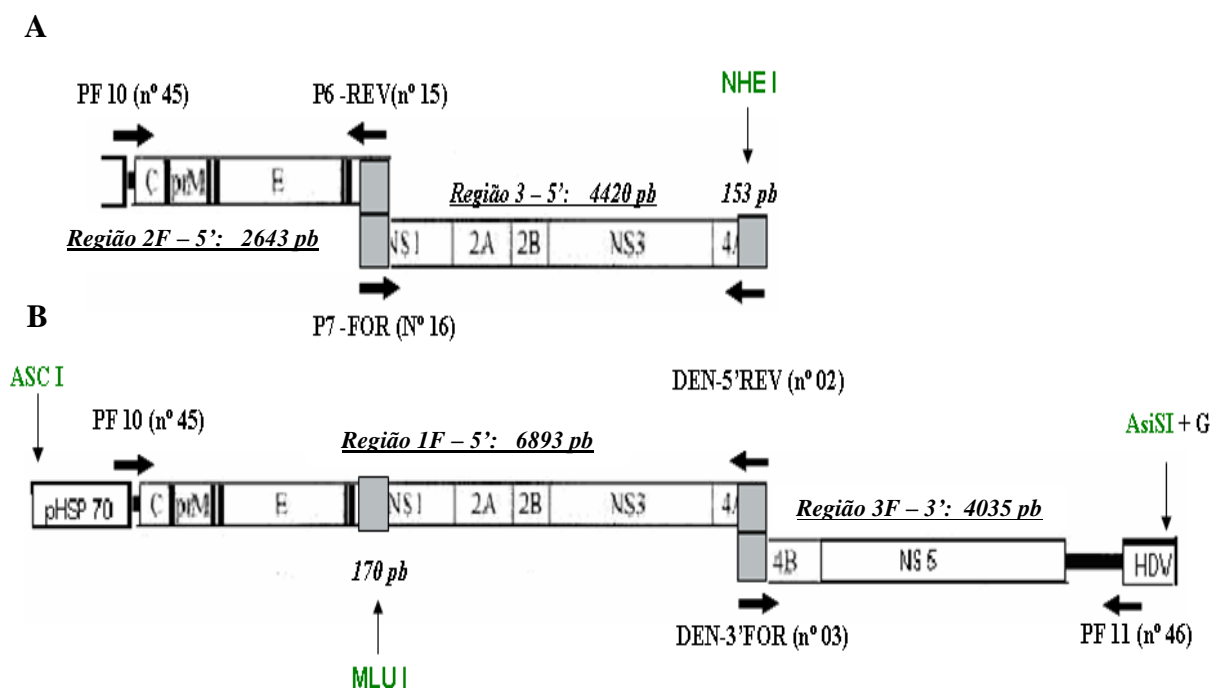 A
NHE I
PF 10 (nº 45)
P6 -REV(nº 15)
C
prM
E
Região 3 – 5’: 4420 pb
153 pb
Região 2F – 5’: 2643 pb
NS1
2A
2B
NS3
4A
P7 -FOR (Nº 16)
B
ASC I
DEN-5’REV (nº 02)
PF 10 (nº 45)
AsiSI + G
Região 1F – 5’: 6893 pb
pHSP 70
C
prM
E
NS1
2A
2B
NS3
4A
Região 3F – 3’: 4035 pb
4B
NS 5
HDV
170 pb
DEN-3’FOR (nº 03)
PF 11 (nº 46)
MLU I